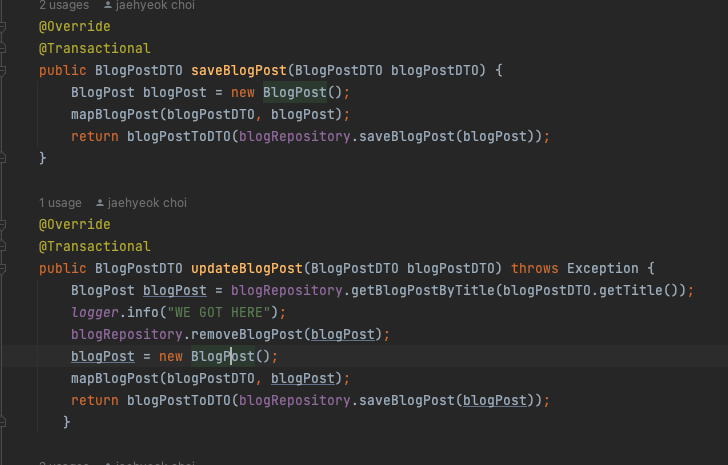 2 usages jaehyeok choi
@Override
@Transactional
public BlogPostDTO saveBlogPost(BlogPostDTO blogPostDTO) {
BlogPost blogPost = new BlogPost();
mapBlogPost(blogPostDTO, blogPost);
return blogPostToDTO(blogRepository.saveBlogPost(blogPost));
}
1 usage jaehyeok choi
@Override
@Transactional
public BlogPostDTO updateBlogPost(BlogPostDTO blogPostDTO) throws Exception {
BlogPost blogPost = blogRepository.getBlogPostByTitle(blogPostDTO.getTitle());
logger.info("WE GOT HERE");
blogRepository.removeBlogPost(blogPost);
blogPost = new BlogPost();
mapBlogPost(blogPostDTO, blogPost);
return blogPostToDTO(blogRepository.saveBlogPost(blogPost));
}
jaehyeok choi